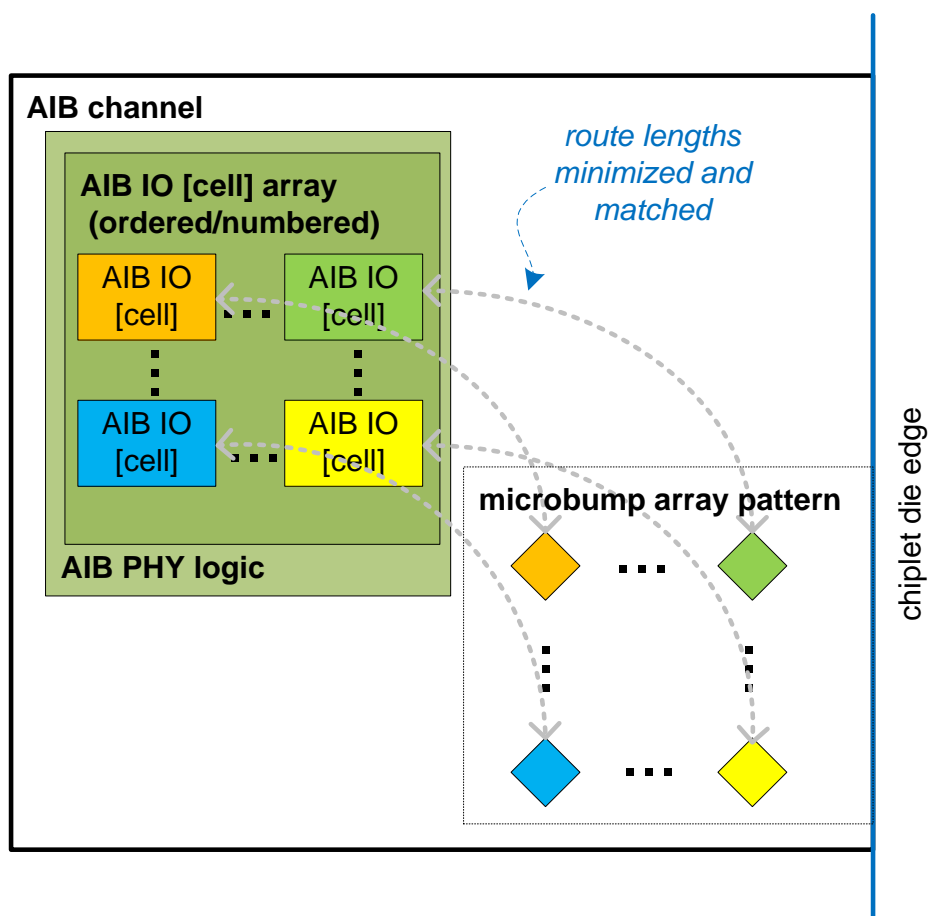 AIB channel
route lengths
minimized and
matched
AIB IO [cell] array
(ordered/numbered)
AIB IO
[cell]
AIB IO
[cell]
AIB IO
[cell]
AIB IO
[cell]
AIB PHY logic
microbump array pattern
chiplet die edge